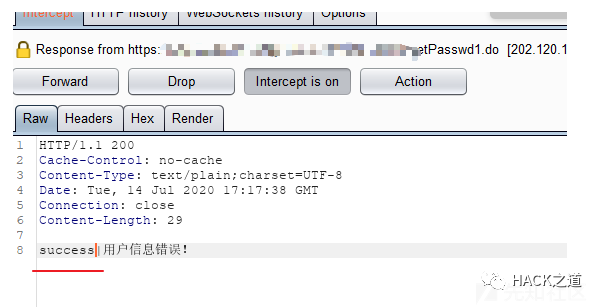 Intercept HTTP history WebSockets history Options
Response from https: etPasswd1.do [202.120.1
Forward Drop Intercept is on Action
Raw Headers Hex Render
1 HTTP/1.1 200
2 Cache-Control: no-cache
3 Content-Type: text/plain;charset=UTF-8
4 Date: Tue, 14 Jul 2020 17:17:38 GMT
5 Connection: close
6 Content-Length: 29
7
8 success 用户信息错误!
HACK之道